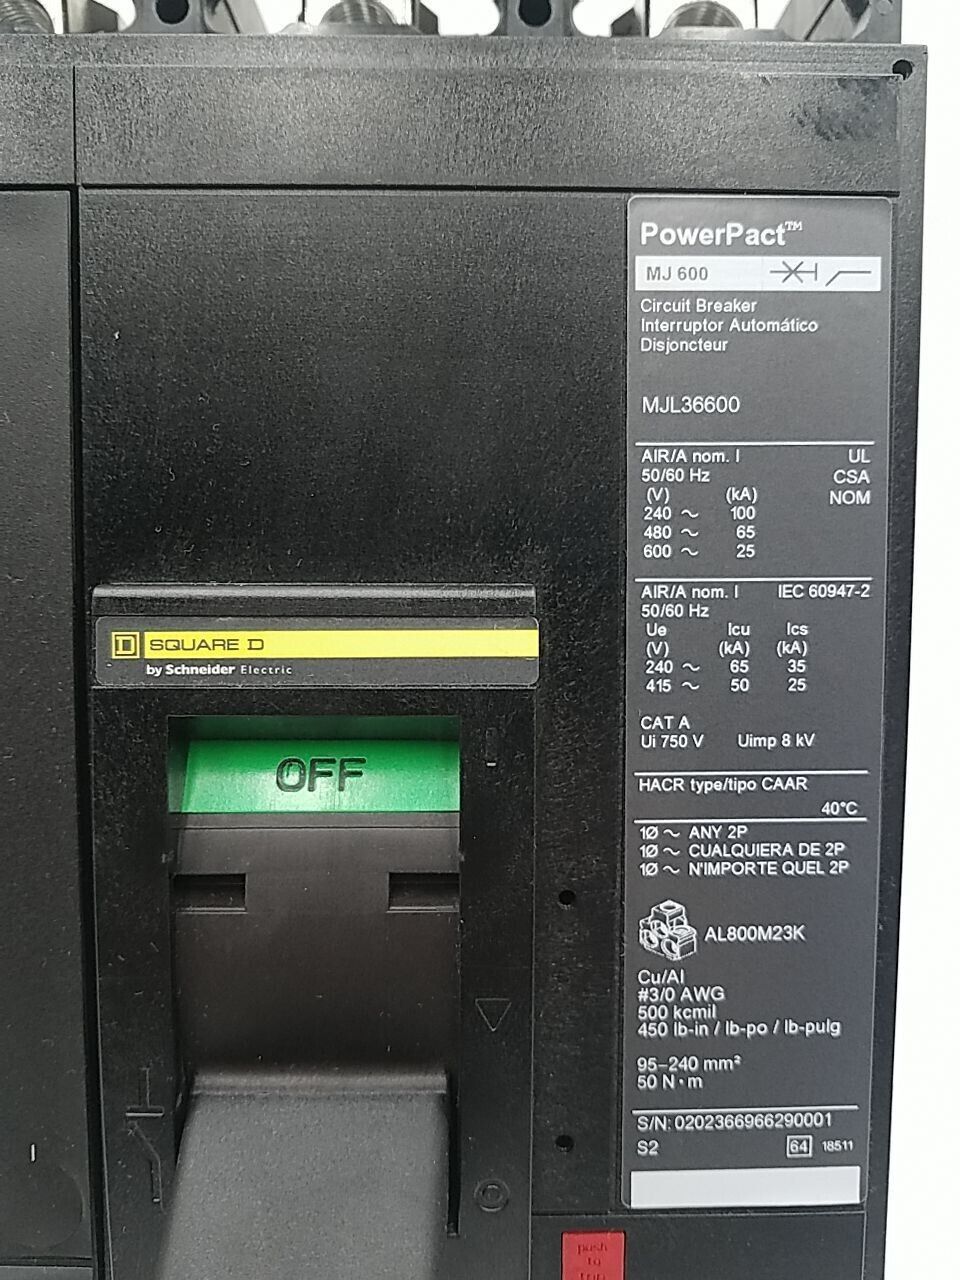 PowerPact™
MJ 600
Circuit Breaker
Interruptor Automático
Disjoncteur
MJL36600
AIR/A nom. I UL
50/60 Hz CSA
(V) (kA) NOM
240 ~ 100
480 ~ 65
600 ~ 25
AIR/A nom. I IEC 60947-2
50/60 Hz
Ue Icu Ics
(V) (kA) (kA)
240 ~ 65 35
415 ~ 50 25
CAT A
Ui 750 V Uimp 8 kV
HACR type/tipo CAAR
40°C
1Ø ~ ANY 2P
1Ø ~ CUALQUIERA DE 2P
1Ø ~ N'IMPORTE QUEL 2P
AL800M23K
Cu/Al
#3/0 AWG
500 kcmil
450 lb-in / lb-po / lb-pulg
95–240 mm²
50 N·m
S/N: 0202366966290001
S2 64 18511
D SQUARE D
by Schneider Electric
OFF
push
to
trip